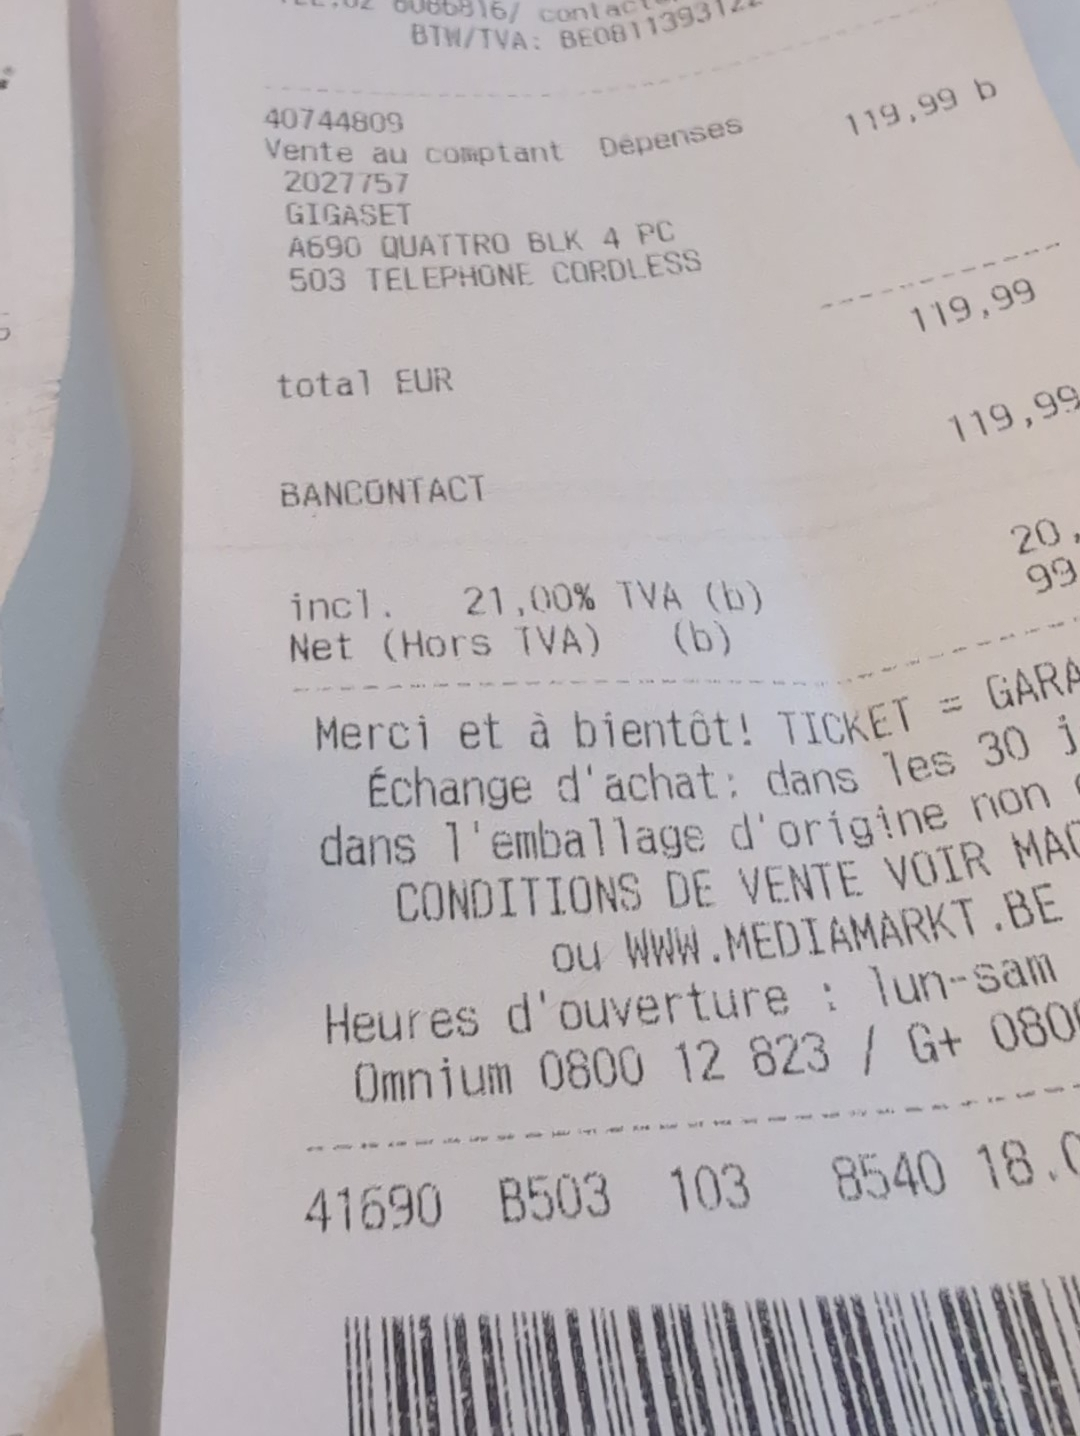 BTW/TVA: BE0811393122
40744809
Vente au comptant Dépenses 119,99 b
2027757
GIGASET
A690 QUATTRO BLK 4 PC
503 TELEPHONE CORDLESS
119,99
total EUR
119,99
BANCONTACT
incl. 21,00% TVA (b) 20,
Net (Hors TVA) (b) 99
Merci et à bientôt! TICKET = GARA
Échange d'achat: dans les 30 j
dans l'emballage d'origine non
CONDITIONS DE VENTE VOIR MAG
ou WWW.MEDIAMARKT.BE
Heures d'ouverture : lun-sam
Omnium 0800 12 823 / G+ 0800
41690 B503 103 8540 18.0